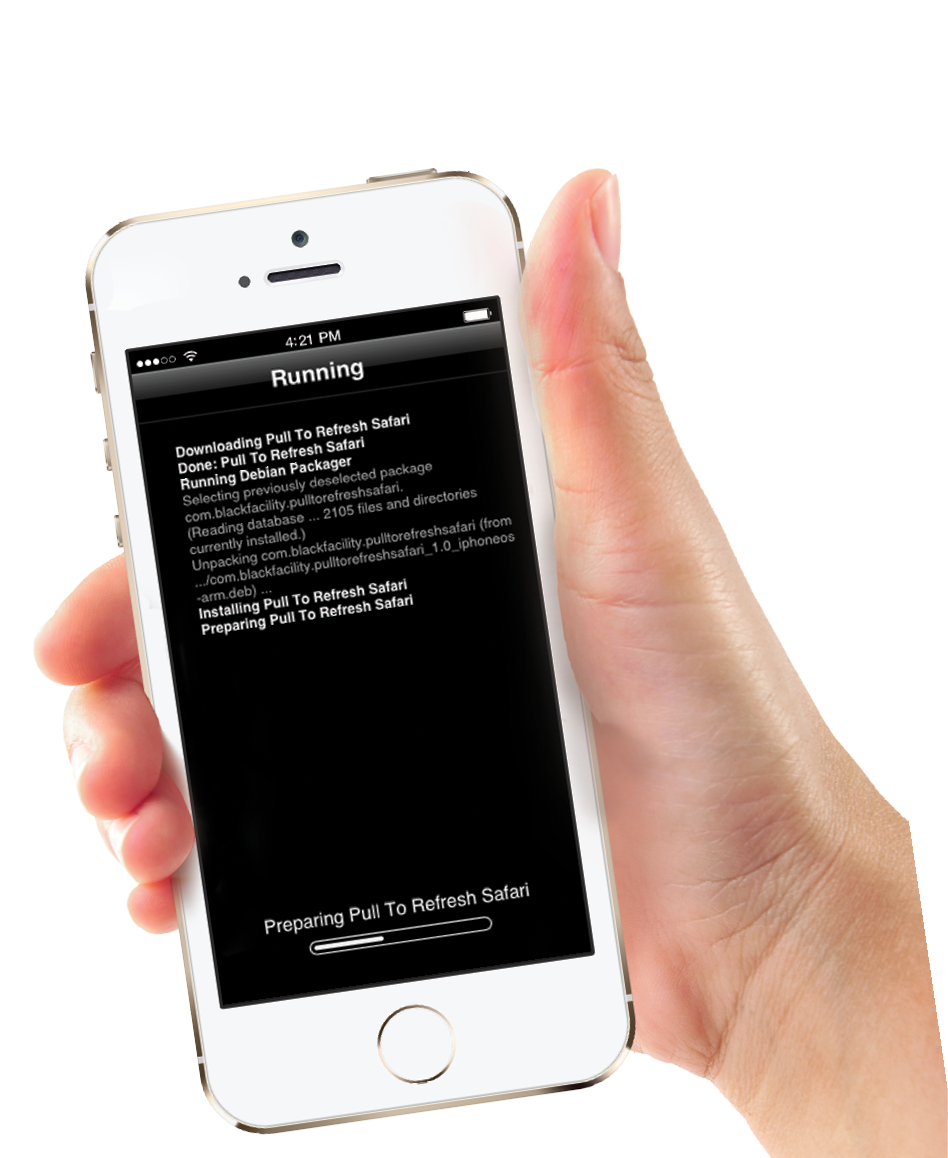 4:21 PM
Running
Downloading Pull To Refresh Safari
Done: Pull To Refresh Safari
Running Debian Packager
Selecting previously deselected package
com.blackfacility.pulltorefreshsafari.
(Reading database ... 2105 files and directories
currently installed.)
Unpacking com.blackfacility.pulltorefreshsafari (from
.../com.blackfacility.pulltorefreshsafari_1.0_iphoneos
-arm.deb) ...
Installing Pull To Refresh Safari
Preparing Pull To Refresh Safari
Preparing Pull To Refresh Safari